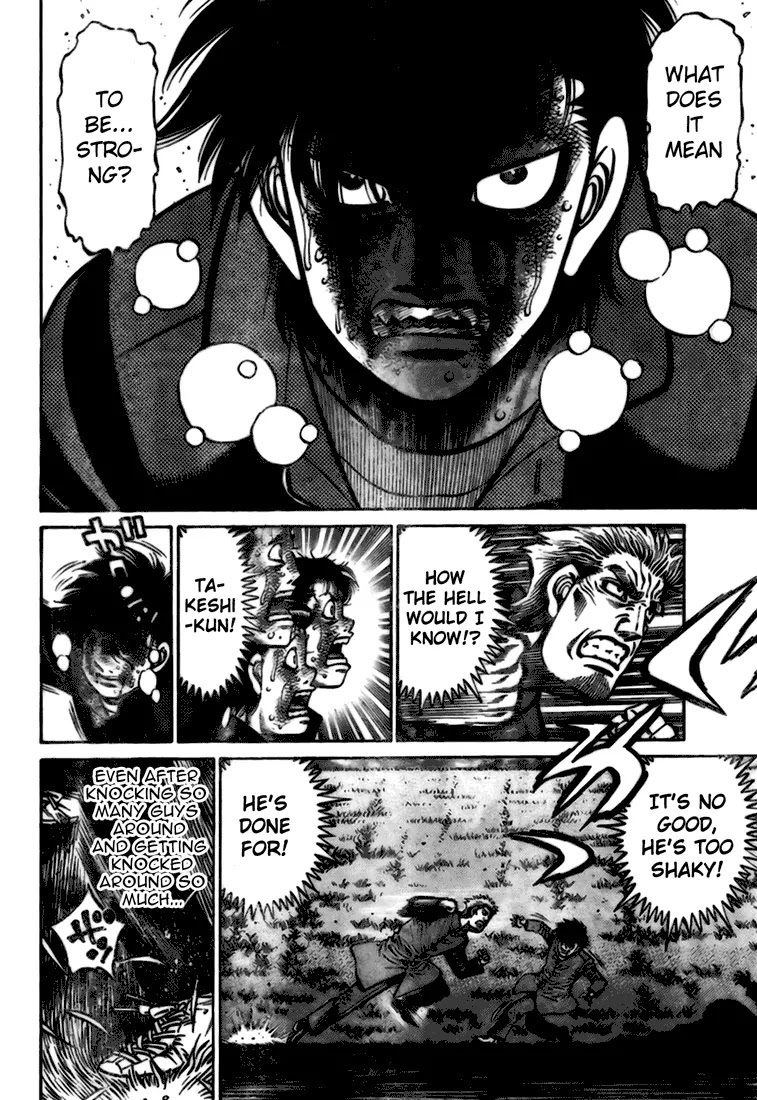 WHAT
DOES
IT
MEAN
TO
BE...
STRO-
NG?
HOW
THE HELL
WOULD I
KNOW!?
TA-
KESHI
-KUN!
IT'S NO
GOOD,
HE'S TOO
SHAKY!
HE'S
DONE
FOR!
EVEN AFTER
KNOCKING SO
MANY GUYS
AROUND
AND GETTING
KNOCKED
AROUND SO
MUCH...